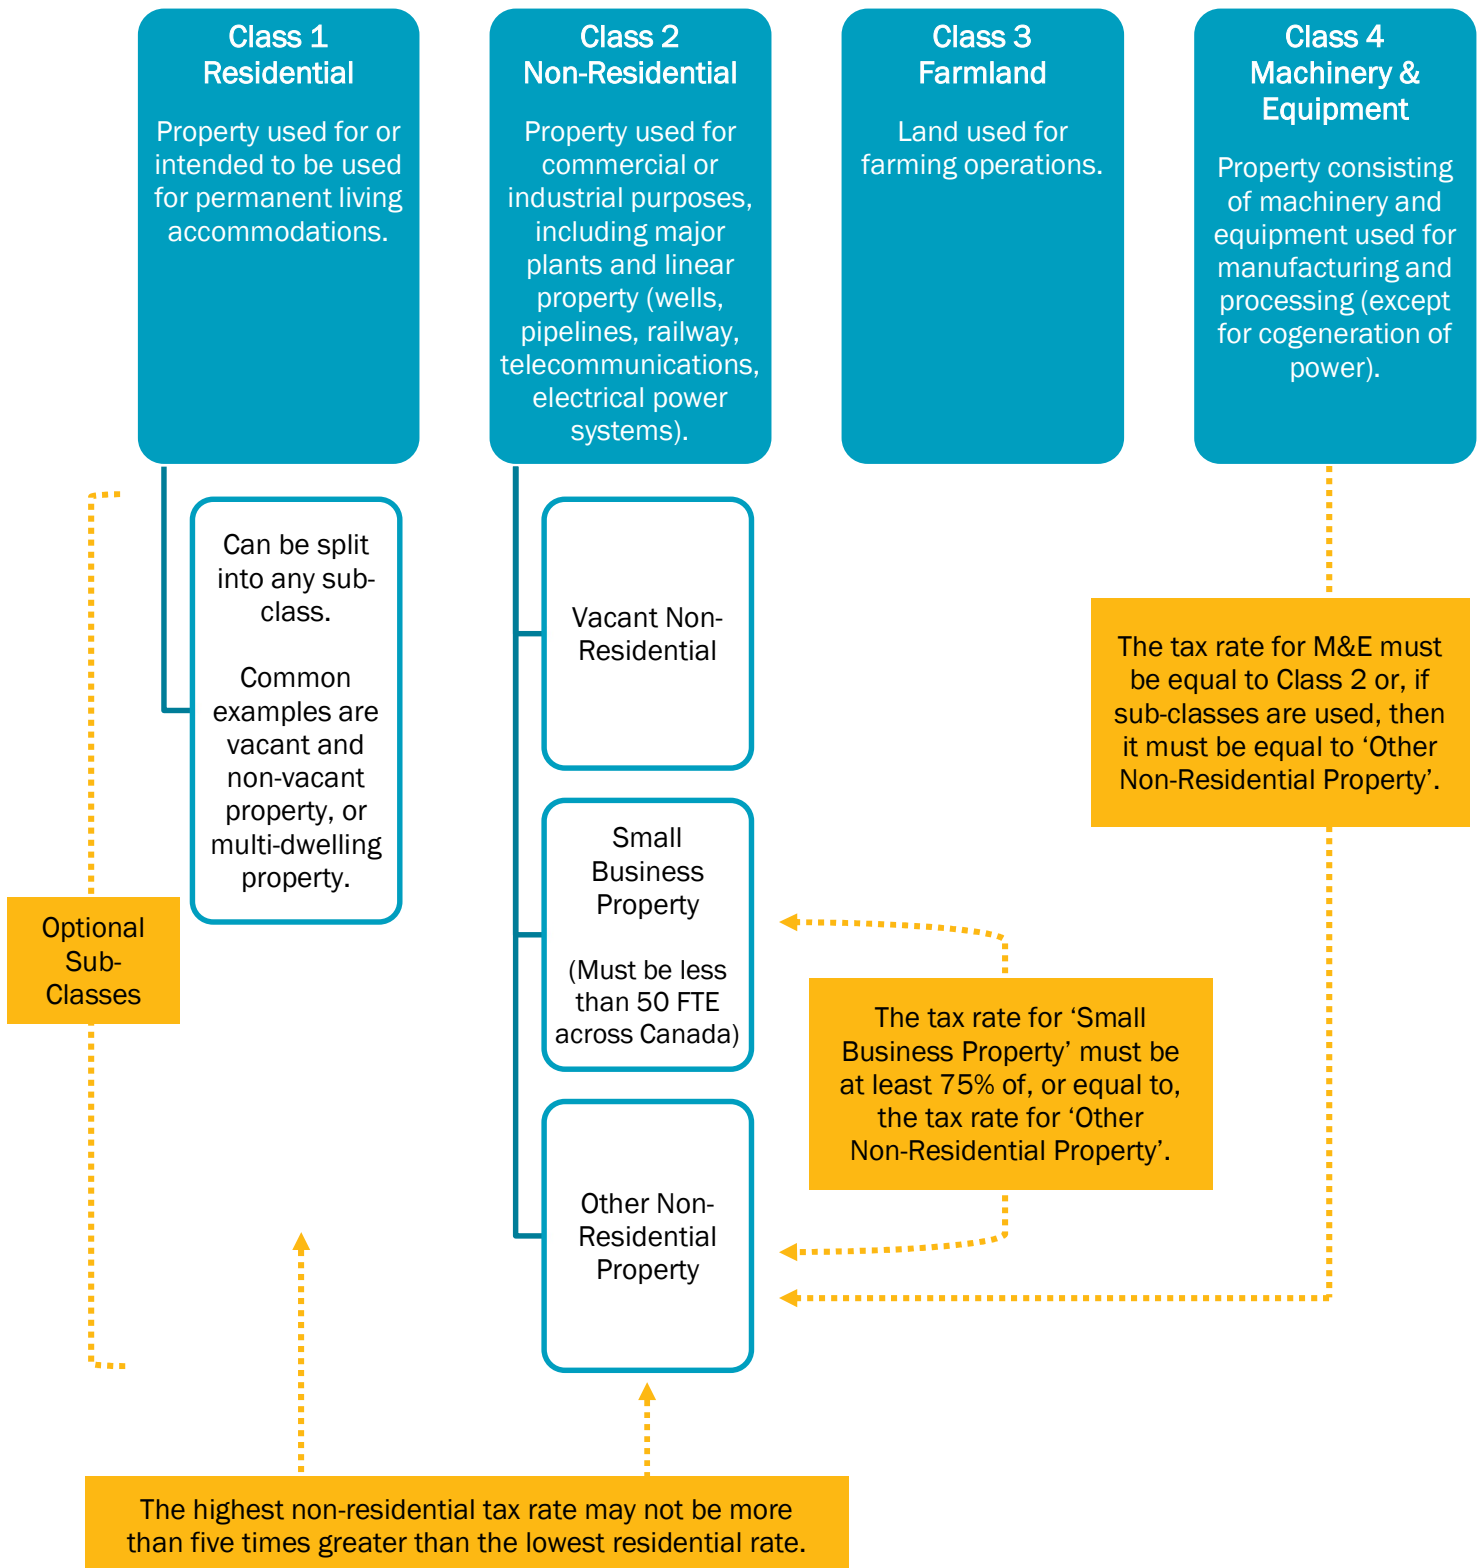 Class 1
Residential
Property used for or
intended to be used
for permanent living
accommodations.
Class 2
Non-Residential
Property used for
commercial or
industrial purposes,
including major
plants and linear
property (wells,
pipelines, railway,
telecommunications,
electrical power
systems).
Class 3
Farmland
Land used for
farming operations.
Class 4
Machinery &
Equipment
Property consisting
of machinery and
equipment used for
manufacturing and
processing (except
for cogeneration of
power).
Optional
Sub-
Classes
Can be split
into any sub-
class.
Common
examples are
vacant and
non-vacant
property, or
multi-dwelling
property.
Vacant Non-
Residential
Small
Business
Property
(Must be less
than 50 FTE
across Canada)
Other Non-
Residential
Property
The tax rate for M&E must
be equal to Class 2 or, if
sub-classes are used, then
it must be equal to ‘Other
Non-Residential Property’.
The tax rate for ‘Small
Business Property’ must be
at least 75% of, or equal to,
the tax rate for ‘Other
Non-Residential Property’.
The highest non-residential tax rate may not be more
than five times greater than the lowest residential rate.